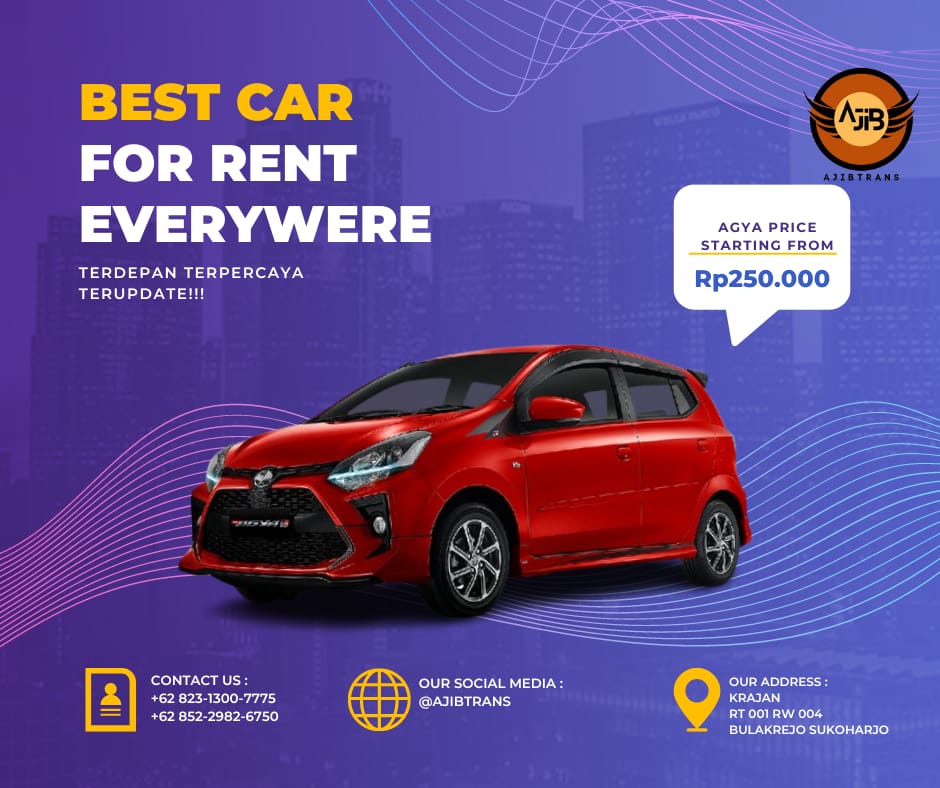 BEST CAR
FOR RENT
EVERYWERE
TERDEPAN TERPERCAYA
TERUPDATE!!!
AJiB
AJIBTRANS
AGYA PRICE
STARTING FROM
Rp250.000
AGYA
CONTACT US :
+62 823-1300-7775
+62 852-2982-6750
OUR SOCIAL MEDIA :
@AJIBTRANS
OUR ADDRESS :
KRAJAN
RT 001 RW 004
BULAKREJO SUKOHARJO